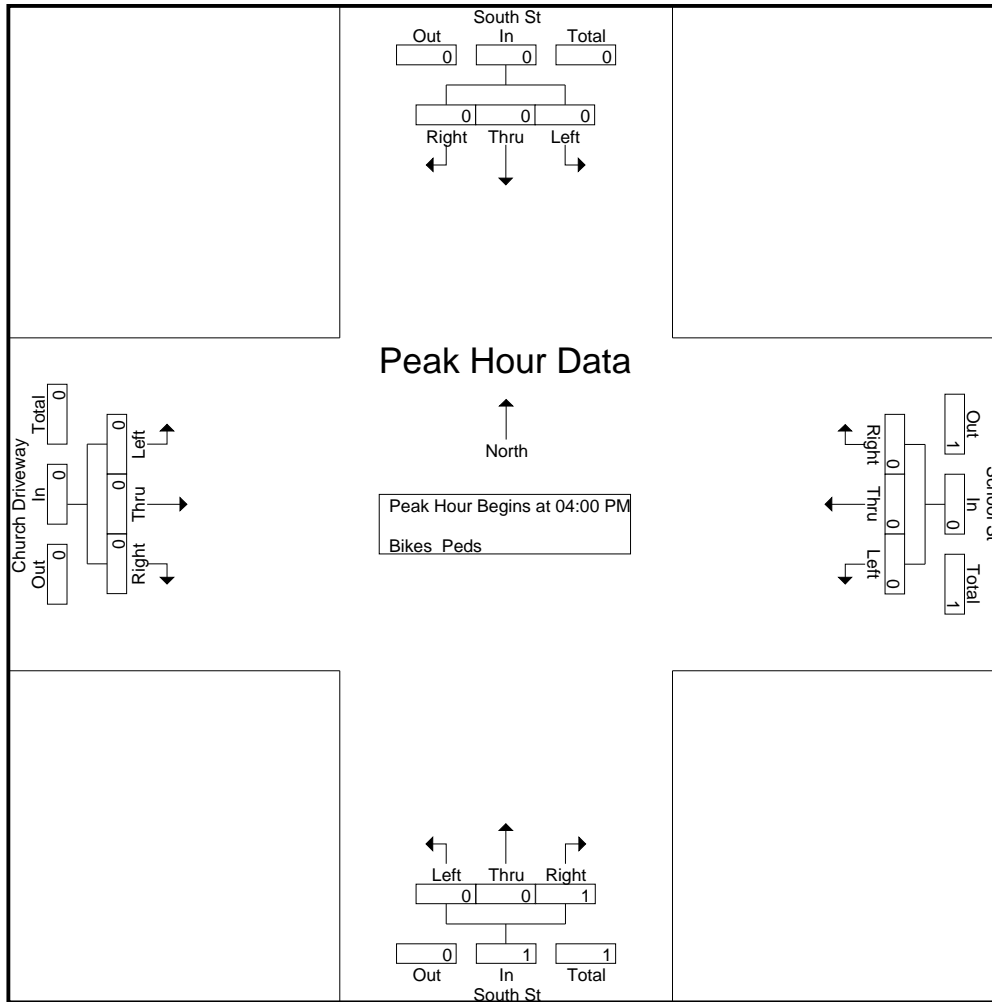 South St
Out In Total
0 0 0
0 0 0
Right Thru Left
Peak Hour Data
North
Peak Hour Begins at 04:00 PM
Bikes Peds
Church Driveway
Out In Total
0 0 0
Right Thru Left
0 0 0
Out In Total
1 0 1
Right Thru Left
0 0 0
Left Thru Right
0 0 1
0 1 1
Out In Total
South St